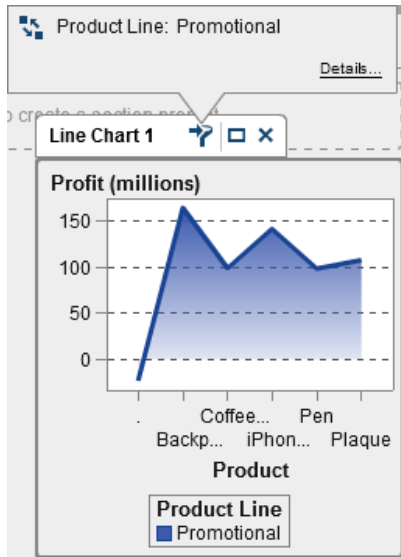 Product Line: Promotional
Details...
to create a section prompt
Line Chart 1
Profit (millions)
150
100
50
0
. Coffee... Pen
Backp... iPhon... Plaque
Product
Product Line
Promotional